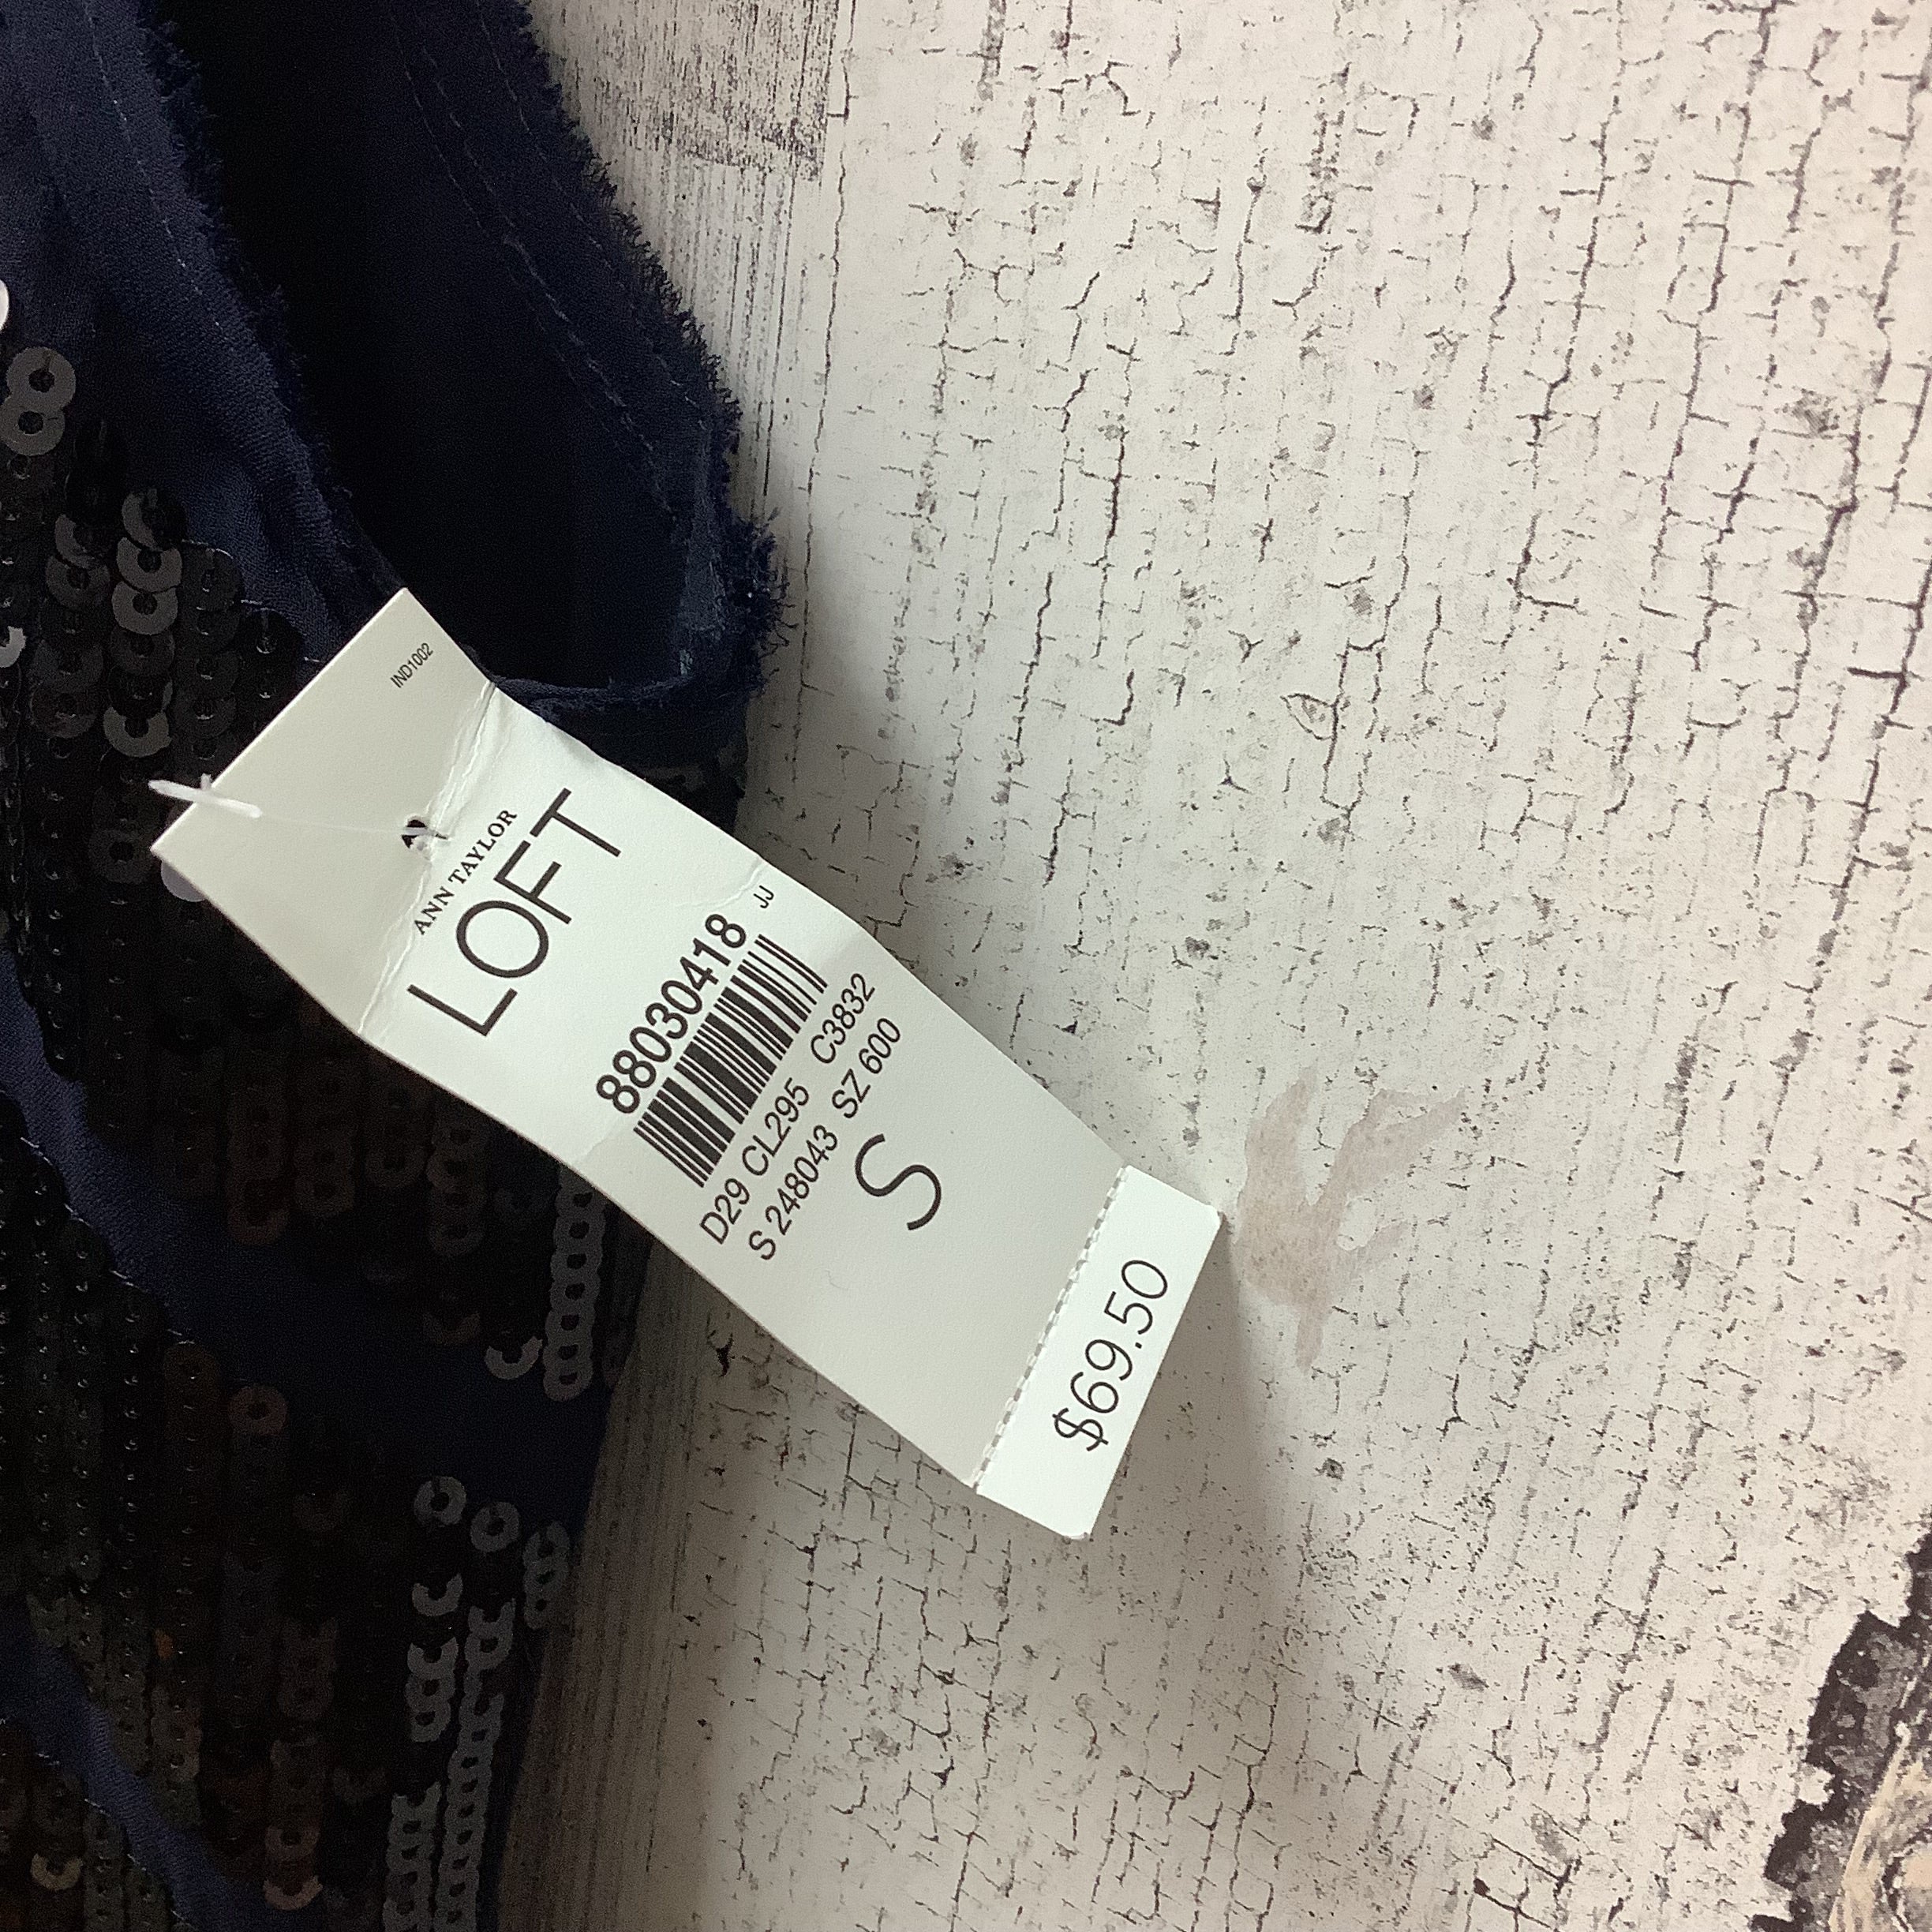 IND1002
ANN TAYLOR
LOFT
88030418 JJ
D29 CL295 C3832
S 248043 SZ 600
S
$69.50